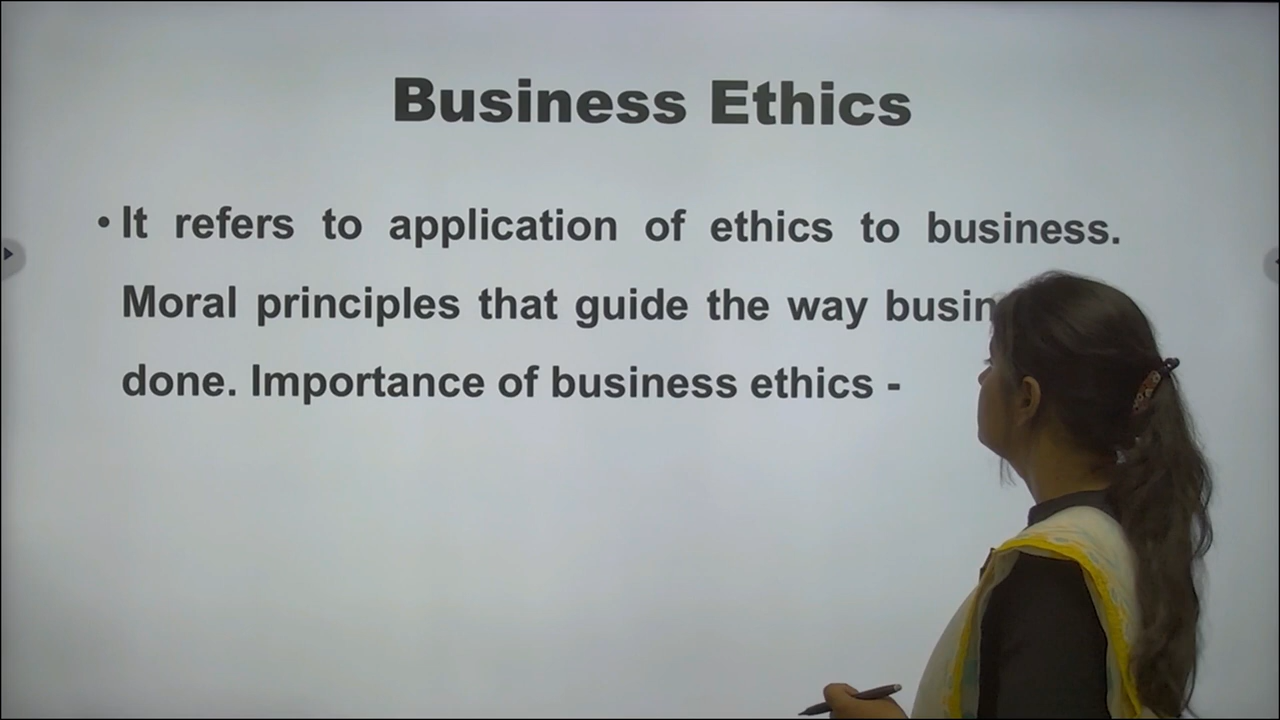 Business Ethics
• It refers to application of ethics to business.
Moral principles that guide the way
done. Importance of business ethics -